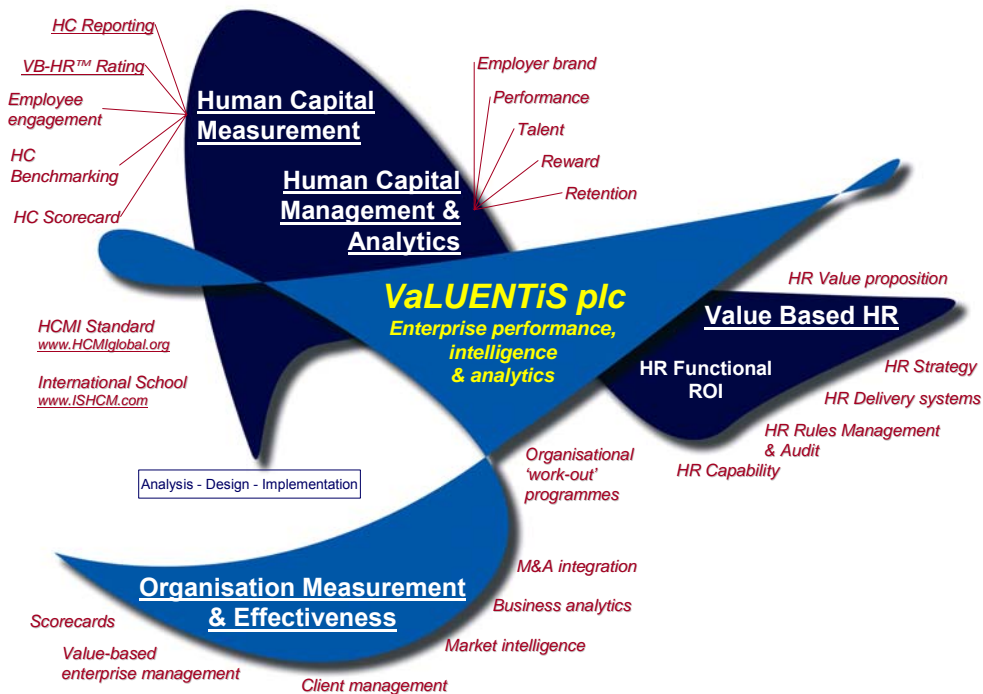 HC Reporting
VB-HR™ Rating
Employee
engagement
HC
Benchmarking
HC Scorecard
Human Capital
Measurement
Human Capital
Management &
Analytics
Employer brand
Performance
Talent
Reward
Retention
VaLUENTiS plc
Enterprise performance,
intelligence
& analytics
HR Value proposition
Value Based HR
HR Functional
ROI
HR Strategy
HR Delivery systems
HR Rules Management
& Audit
HR Capability
HCMI Standard
www.HCMIglobal.org
International School
www.ISHCM.com
Analysis - Design - Implementation
Organisational
'work-out'
programmes
M&A integration
Business analytics
Market intelligence
Client management
Value-based
enterprise management
Scorecards
Organisation Measurement
& Effectiveness